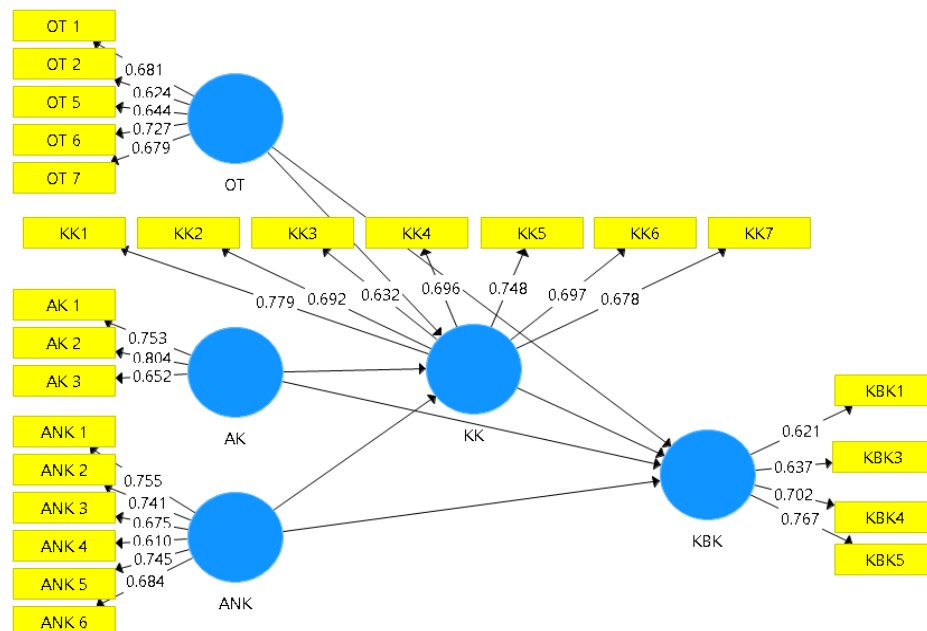 OT 1
OT 2
OT 5
OT 6
OT 7
0.681
0.624
0.644
0.727
0.679
OT
KK1
KK2
KK3
KK4
KK5
KK6
KK7
0.779
0.692
0.632
0.696
0.748
0.697
0.678
KK
AK 1
AK 2
AK 3
0.753
0.804
0.652
AK
ANK 1
ANK 2
ANK 3
ANK 4
ANK 5
ANK 6
0.755
0.741
0.675
0.610
0.745
0.684
ANK
KBK1
KBK3
KBK4
KBK5
0.621
0.637
0.702
0.767
KBK